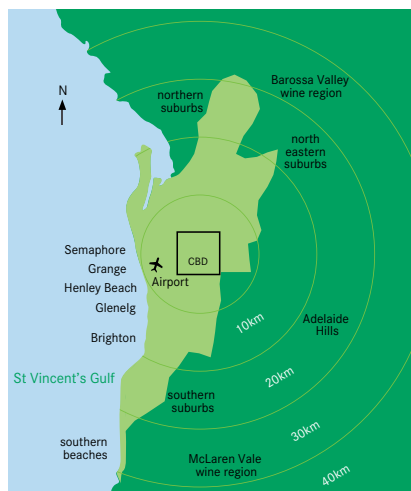 Barossa Valley
wine region
N
northern
suburbs
north
eastern
suburbs
Semaphore
CBD
Grange
Airport
Henley Beach
Glenelg
10km
Adelaide
Hills
Brighton
St Vincent's Gulf
20km
southern
suburbs
30km
southern
beaches
McLaren Vale
wine region
40km